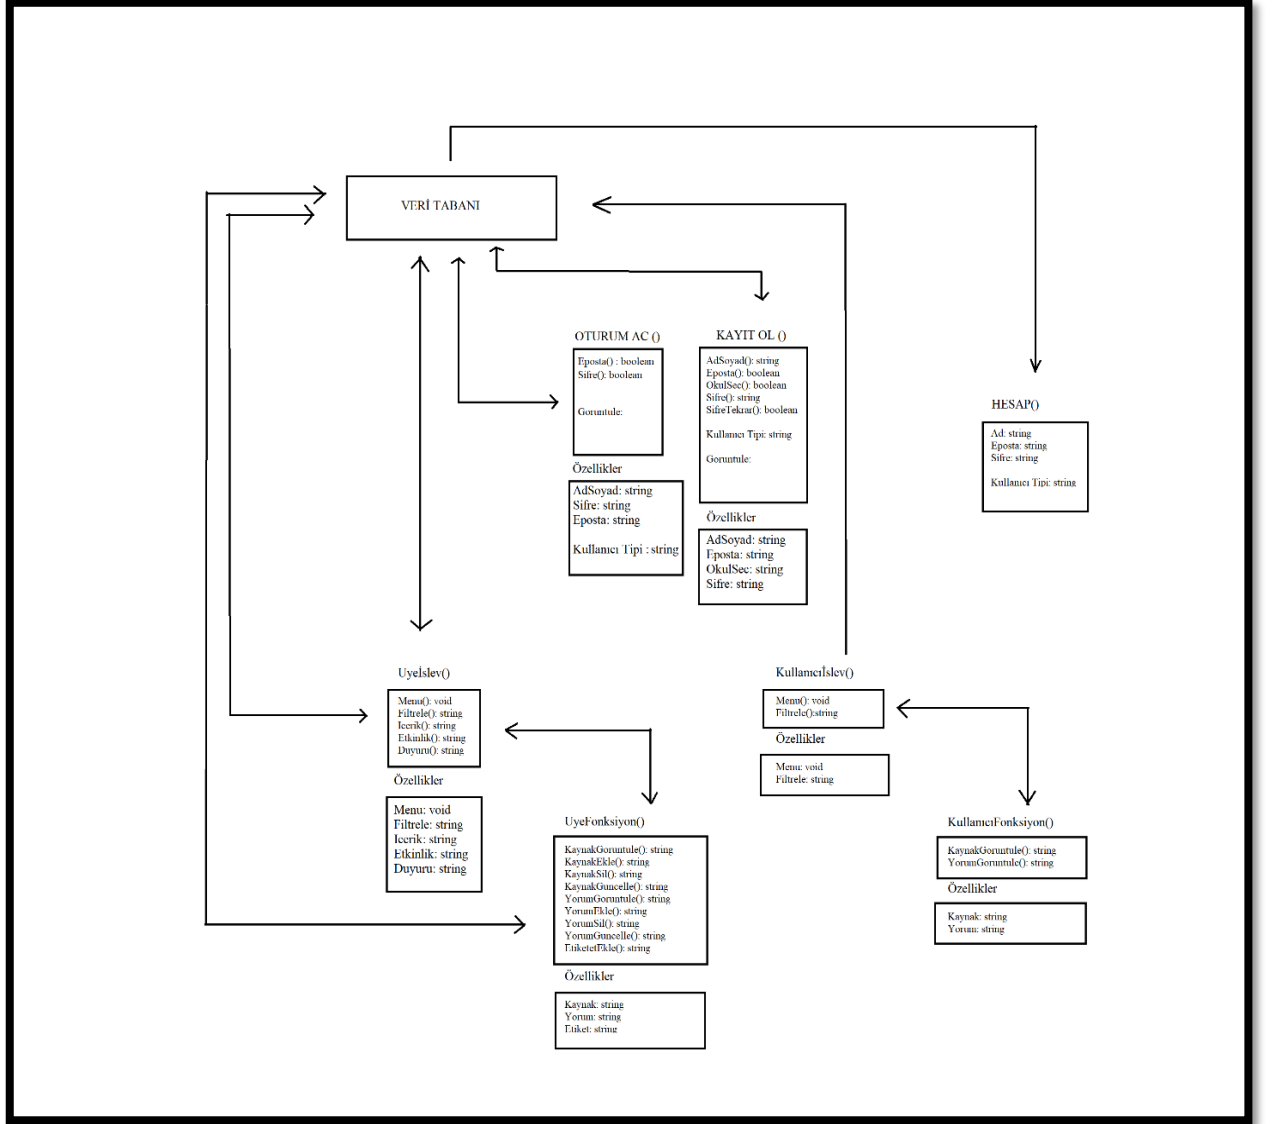 VERİ TABANI
OTURUM AC ()
Eposta() : boolean
Sifre(): boolean
Goruntule:
Özellikler
AdSoyad: string
Sifre: string
Eposta: string
Kullanıcı Tipi : string
KAYIT OL ()
AdSoyad(): string
Eposta(): boolean
OkulSec(): boolean
Sifre(): string
SifreTekrar(): boolean
Kullanıcı Tipi: string
Goruntule:
Özellikler
AdSoyad: string
Eposta: string
OkulSec: string
Sifre: string
HESAP()
Ad: string
Eposta: string
Sifre: string
Kullanıcı Tipi: string
Uyeİslev()
Menu(): void
Filtrele(): string
Icerik(): string
Etkinlik(): string
Duyuru(): string
Özellikler
Menu: void
Filtrele: string
Icerik: string
Etkinlik: string
Duyuru: string
UyeFonksiyon()
KaynakGoruntule(): string
KaynakEkle(): string
KaynakSil(): string
KaynakGuncelle(): string
YorumGoruntule(): string
YorumEkle(): string
YorumSil(): string
YorumGuncelle(): string
EtiketetEkle(): string
Özellikler
Kaynak: string
Yorum: string
Etiket: string
Kullanıcıİslev()
Menu(): void
Filtrele():string
Özellikler
Menu: void
Filtrele: string
KullanıcıFonksiyon()
KaynakGoruntule(): string
YorumGoruntule(): string
Özellikler
Kaynak: string
Yorum: string